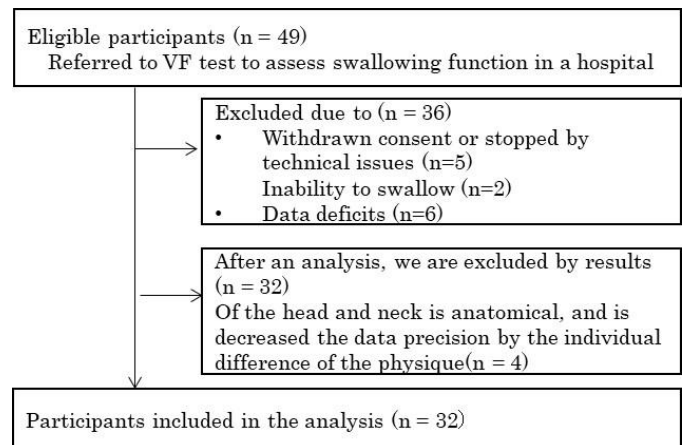 Eligible participants (n = 49)
Referred to VF test to assess swallowing function in a hospital
Excluded due to (n = 36)
• Withdrawn consent or stopped by
technical issues (n=5)
Inability to swallow (n=2)
• Data deficits (n=6)
After an analysis, we are excluded by results
(n = 32)
Of the head and neck is anatomical, and is
decreased the data precision by the individual
difference of the physique(n = 4)
Participants included in the analysis (n = 32)